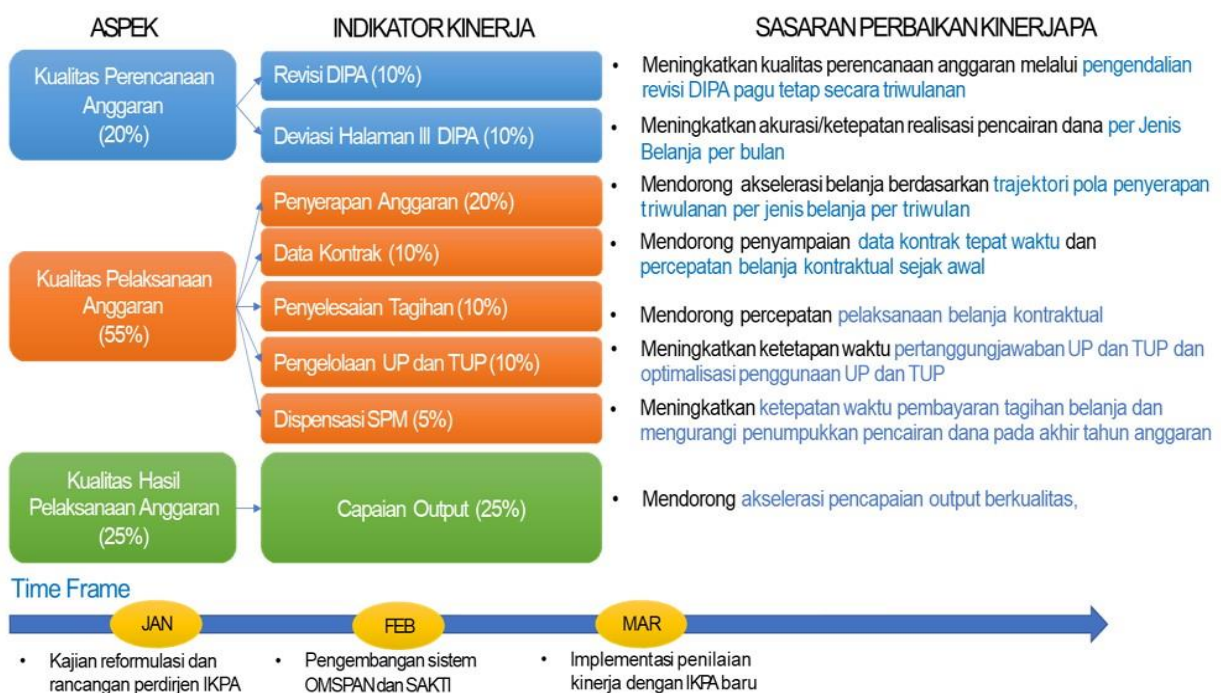 ASPEK
INDIKATOR KINERJA
SASARAN PERBAIKAN KINERJA PA
Kualitas Perencanaan
Anggaran
(20%)
Revisi DIPA (10%)
Deviasi Halaman III DIPA (10%)
• Meningkatkan kualitas perencanaan anggaran melalui pengendalian
revisi DIPA pagu tetap secara triwulanan
• Meningkatkan akurasi/ketepatan realisasi pencairan dana per Jenis
Belanja per bulan
Kualitas Pelaksanaan
Anggaran
(55%)
Penyerapan Anggaran (20%)
Data Kontrak (10%)
Penyelesaian Tagihan (10%)
Pengelolaan UP dan TUP (10%)
Dispensasi SPM (5%)
• Mendorong akselerasi belanja berdasarkan trajektori pola penyerapan
triwulanan per jenis belanja per triwulan
• Mendorong penyampaian data kontrak tepat waktu dan
percepatan belanja kontraktual sejak awal
• Mendorong percepatan pelaksanaan belanja kontraktual
• Meningkatkan ketetapan waktu pertanggungjawaban UP dan TUP dan
optimalisasi penggunaan UP dan TUP
• Meningkatkan ketepatan waktu pembayaran tagihan belanja dan
mengurangi penumpukkan pencairan dana pada akhir tahun anggaran
Kualitas Hasil
Pelaksanaan Anggaran
(25%)
Capaian Output (25%)
• Mendorong akselerasi pencapaian output berkualitas,
Time Frame
JAN
FEB
MAR
• Kajian reformulasi dan
rancangan perdirjen IKPA
• Pengembangan sistem
OMSPAN dan SAKTI
• Implementasi penilaian
kinerja dengan IKPA baru